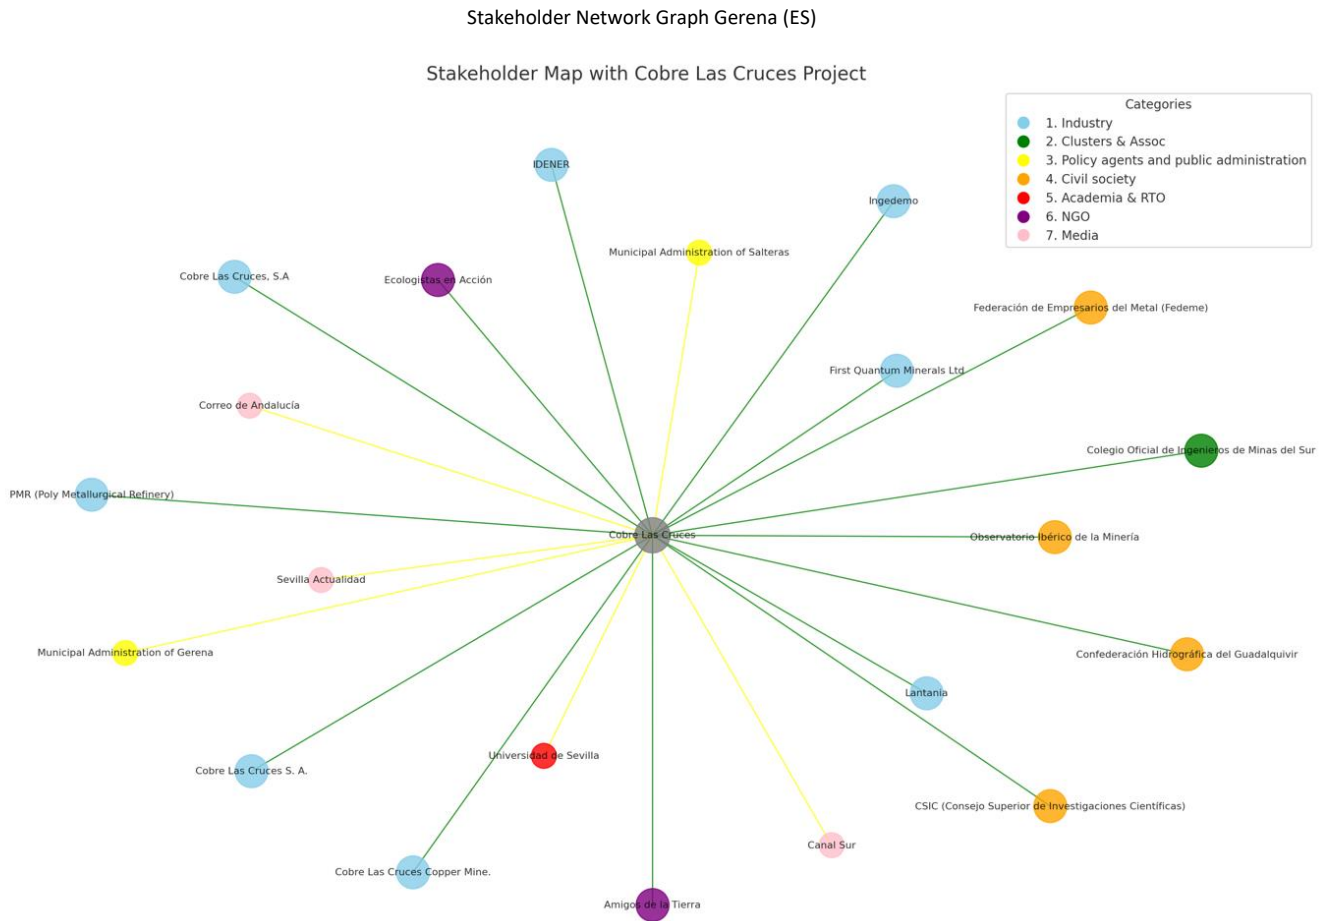 Stakeholder Network Graph Gerena (ES)
Stakeholder Map with Cobre Las Cruces Project
Categories
1. Industry
2. Clusters & Assoc
3. Policy agents and public administration
4. Civil society
5. Academia & RTO
6. NGO
7. Media
IDENER
Ingedemo
Municipal Administration of Salteras
Cobre Las Cruces, S.A
Ecologistas en Acción
Federación de Empresarios del Metal (Fedeme)
First Quantum Minerals Ltd
Correo de Andalucía
Colegio Oficial de Ingenieros de Minas del Sur
PMR (Poly Metallurgical Refinery)
Cobre Las Cruces
Observatorio Ibérico de la Minería
Sevilla Actualidad
Municipal Administration of Gerena
Confederación Hidrográfica del Guadalquivir
Lantania
Universidad de Sevilla
Cobre Las Cruces S. A.
CSIC (Consejo Superior de Investigaciones Científicas)
Canal Sur
Cobre Las Cruces Copper Mine.
Amigos de la Tierra